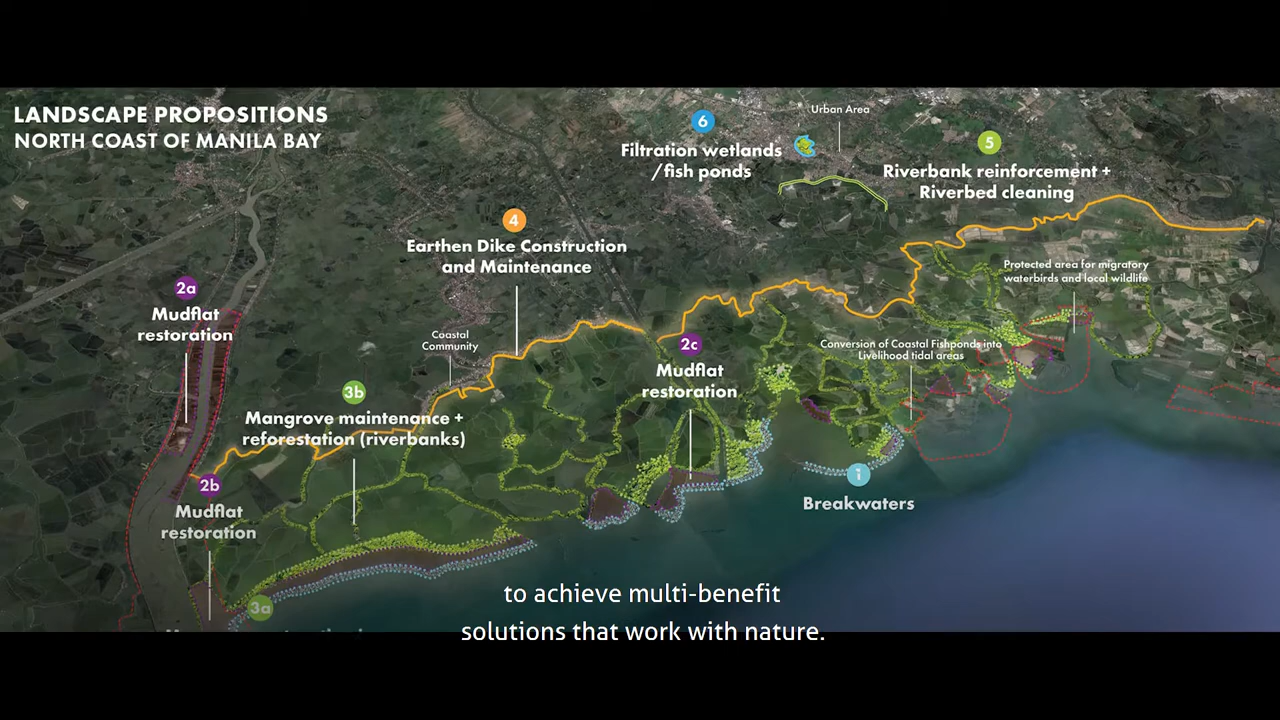 LANDSCAPE PROPOSITIONS
NORTH COAST OF MANILA BAY
Urban Area
6
Filtration wetlands
/fish ponds
5
Riverbank reinforcement +
Riverbed cleaning
4
Earthen Dike Construction
and Maintenance
Protected area for migratory
waterbirds and local wildlife
2a
Mudflat
restoration
Coastal
Community
2c
Mudflat
restoration
Conversion of Coastal Fishponds into
Livelihood tidal areas
3b
Mangrove maintenance +
reforestation (riverbanks)
2b
Mudflat
restoration
1
Breakwaters
3a
to achieve multi-benefit
solutions that work with nature.